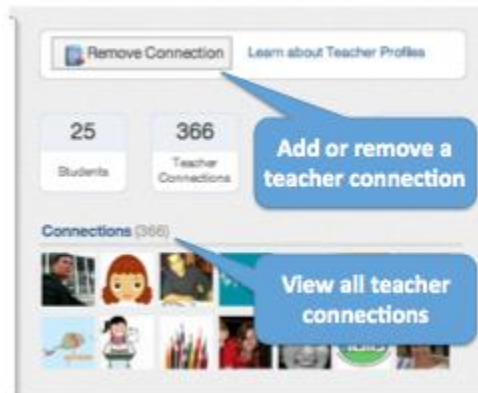 Remove Connection Learn about Teacher Profiles
25 366
Students Teacher
Connections
Add or remove a
teacher connection
Connections (366)
View all teacher
connections